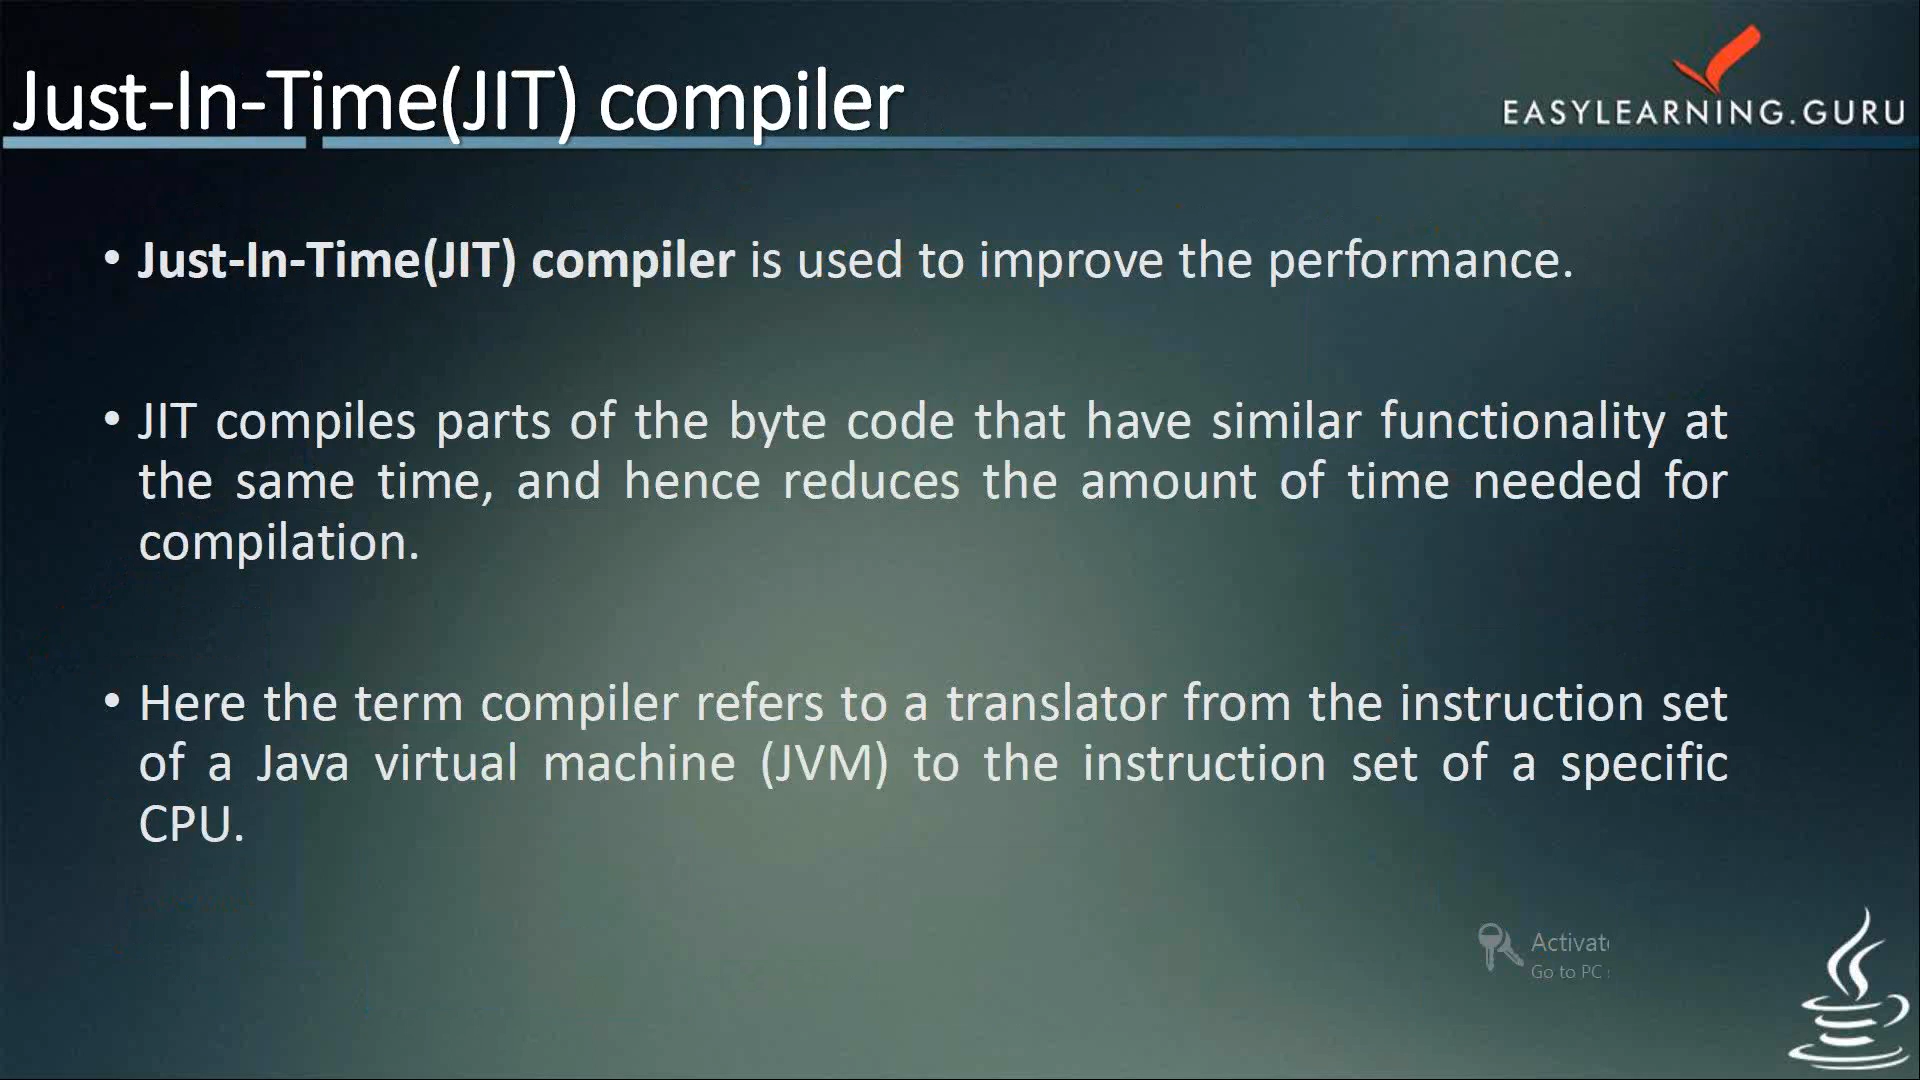 Just-In-Time(JIT) compiler
EASYLEARNING.GURU
• Just-In-Time(JIT) compiler is used to improve the performance.
• JIT compiles parts of the byte code that have similar functionality at
the same time, and hence reduces the amount of time needed for
compilation.
• Here the term compiler refers to a translator from the instruction set
of a Java virtual machine (JVM) to the instruction set of a specific
CPU.
Go to PC